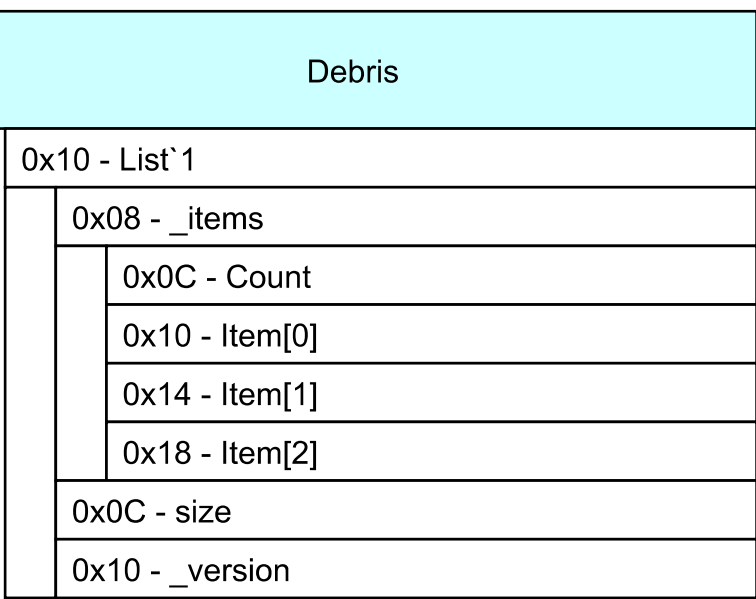 Debris
0x10 - List`1
0x08 - _items
0x0C - Count
0x10 - Item[0]
0x14 - Item[1]
0x18 - Item[2]
0x0C - size
0x10 - _version